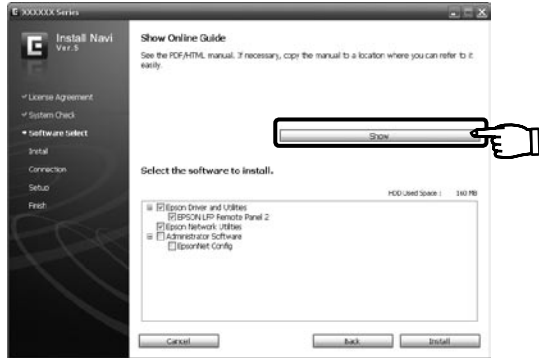 E XXXXXX Series
E Install Navi
Ver.5
License Agreement
System Check
Software Select
Install
Connection
Setup
Finish
Show Online Guide
See the PDF/HTML manual. If necessary, copy the manual to a location where you can refer to it
easily.
Show
Select the software to install.
HDD Used Space : 160 MB
Epson Driver and Utilities
EPSON LFP Remote Panel 2
Epson Network Utilities
Administrator Software
EpsonNet Config
Cancel
Back
Install